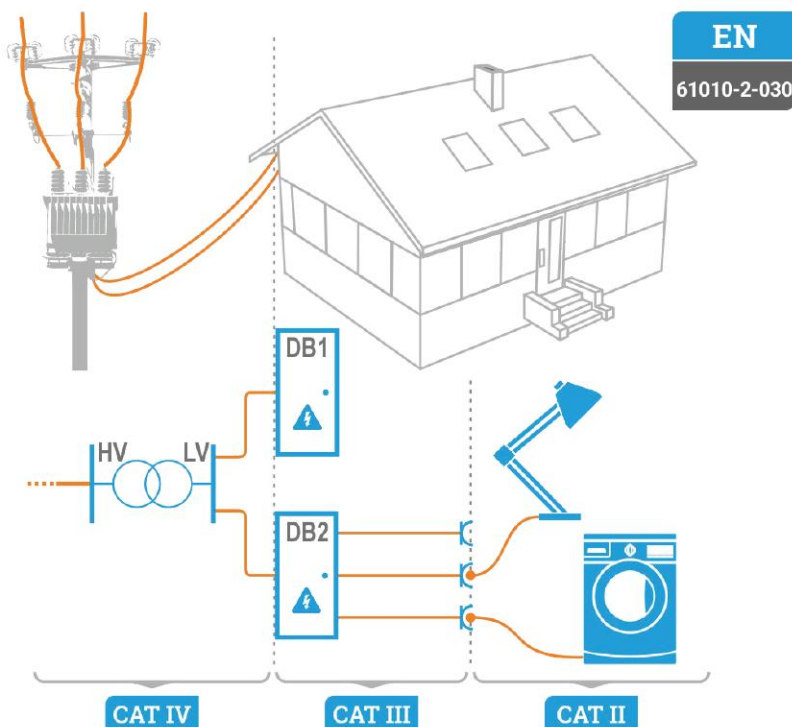 EN
61010-2-030
DB1
HV
LV
DB2
CAT IV
CAT III
CAT II